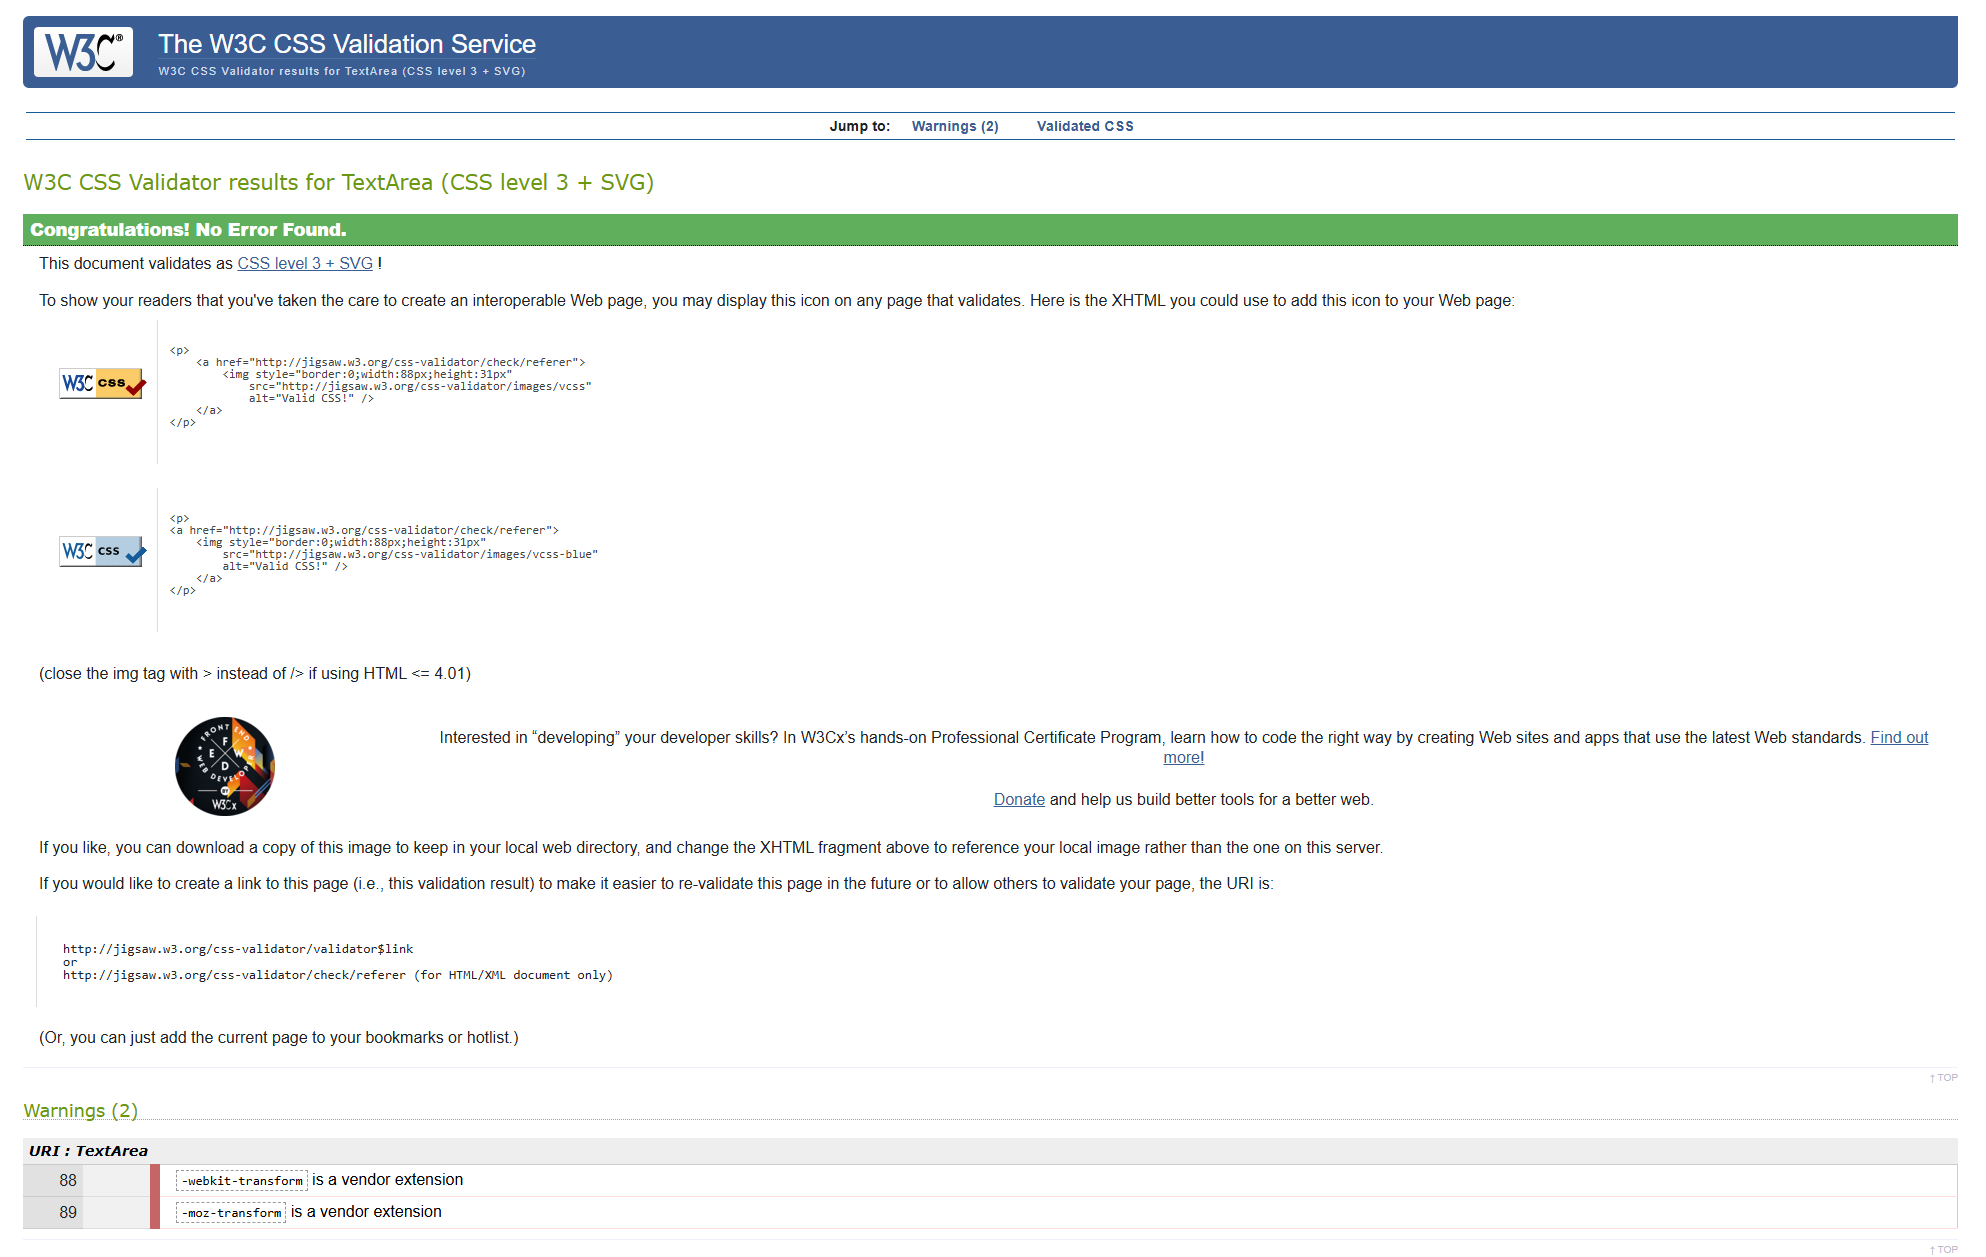 W3C®
The W3C CSS Validation Service
W3C CSS Validator results for TextArea (CSS level 3 + SVG)
Jump to: Warnings (2) Validated CSS
W3C CSS Validator results for TextArea (CSS level 3 + SVG)
Congratulations! No Error Found.
This document validates as CSS level 3 + SVG !
To show your readers that you've taken the care to create an interoperable Web page, you may display this icon on any page that validates. Here is the XHTML you could use to add this icon to your Web page:
W3C css
<p>
<a href="http://jigsaw.w3.org/css-validator/check/referer">
<img style="border:0;width:88px;height:31px"
src="http://jigsaw.w3.org/css-validator/images/vcss"
alt="Valid CSS!" />
</a>
</p>
W3C css
<p>
<a href="http://jigsaw.w3.org/css-validator/check/referer">
<img style="border:0;width:88px;height:31px"
src="http://jigsaw.w3.org/css-validator/images/vcss-blue"
alt="Valid CSS!" />
</a>
</p>
(close the img tag with > instead of /> if using HTML <= 4.01)
FRONT END
F E W D
WEB DEVELOPER
W3Cx
Interested in “developing” your developer skills? In W3Cx’s hands-on Professional Certificate Program, learn how to code the right way by creating Web sites and apps that use the latest Web standards. Find out
more!
Donate and help us build better tools for a better web.
If you like, you can download a copy of this image to keep in your local web directory, and change the XHTML fragment above to reference your local image rather than the one on this server.
If you would like to create a link to this page (i.e., this validation result) to make it easier to re-validate this page in the future or to allow others to validate your page, the URI is:
http://jigsaw.w3.org/css-validator/validator$link
or
http://jigsaw.w3.org/css-validator/check/referer (for HTML/XML document only)
(Or, you can just add the current page to your bookmarks or hotlist.)
↑ TOP
Warnings (2)
URI : TextArea
88 -webkit-transform is a vendor extension
89 -moz-transform is a vendor extension
↑ TOP